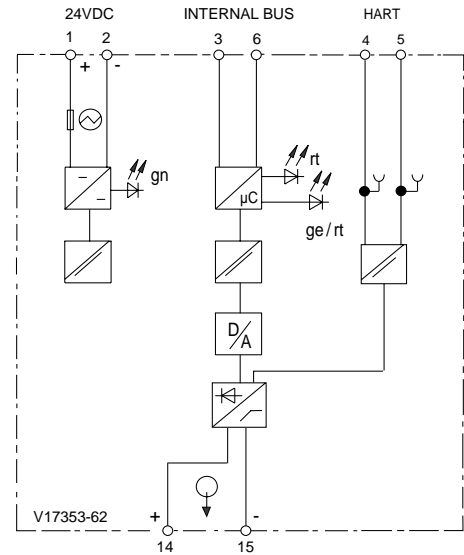 24VDC INTERNAL BUS HART
1 2 3 6 4 5
+ -
gn
rt
µC
ge/rt
D/A
+ -
V17353-62
14 15